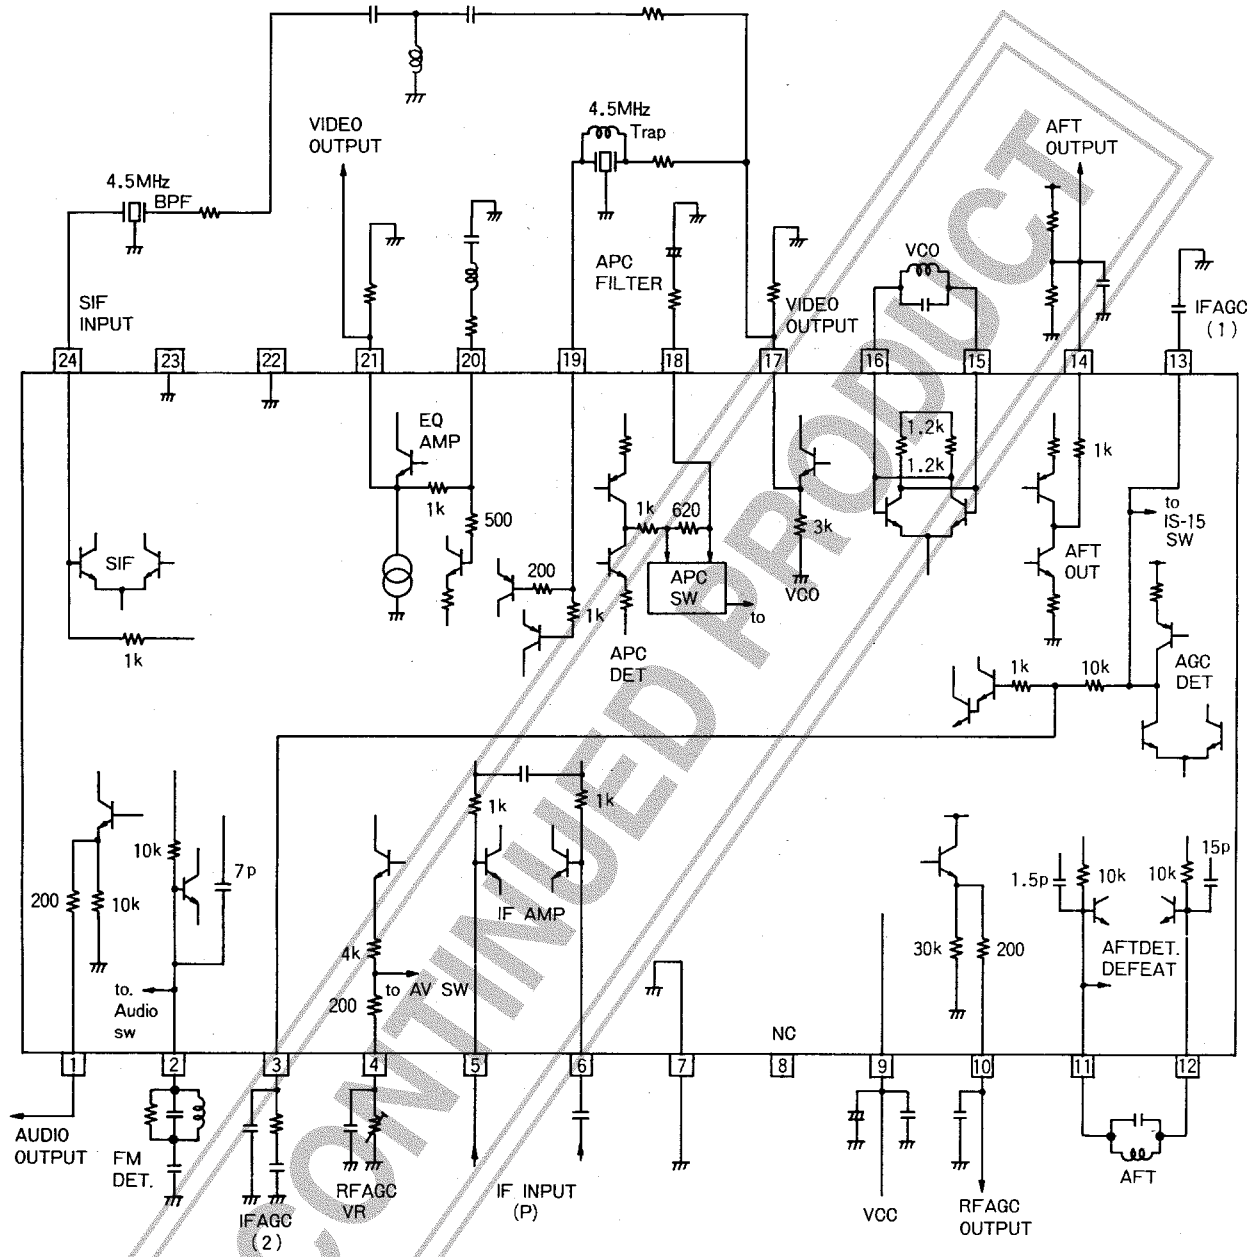 4.5MHz
Trap
VIDEO
OUTPUT
AFT
OUTPUT
4.5MHz
BPF
APC
FILTER
VCO
SIF
INPUT
VIDEO
OUTPUT
IFAGC
(1)
24
23
22
21
20
19
18
17
16
15
14
13
EQ
AMP
1k
500
1.2k
1.2k
1k
1k
620
3k
to
IS-15
SW
SIF
200
1k
APC
SW
to
VCO
AFT
OUT
1k
APC
DET
1k
10k
AGC
DET
1k
1k
10k
7p
200
10k
IF AMP
1.5p
10k
10k
15p
4k
to AV SW
200
30k
200
AFTDET.
DEFEAT
to.
Audio
sw
NC
1
2
3
4
5
6
7
8
9
10
11
12
AUDIO
OUTPUT
FM
DET.
IFAGC
(2)
RFAGC
VR
IF INPUT
(P)
VCC
RFAGC
OUTPUT
AFT
CONTINUED PRODUCT